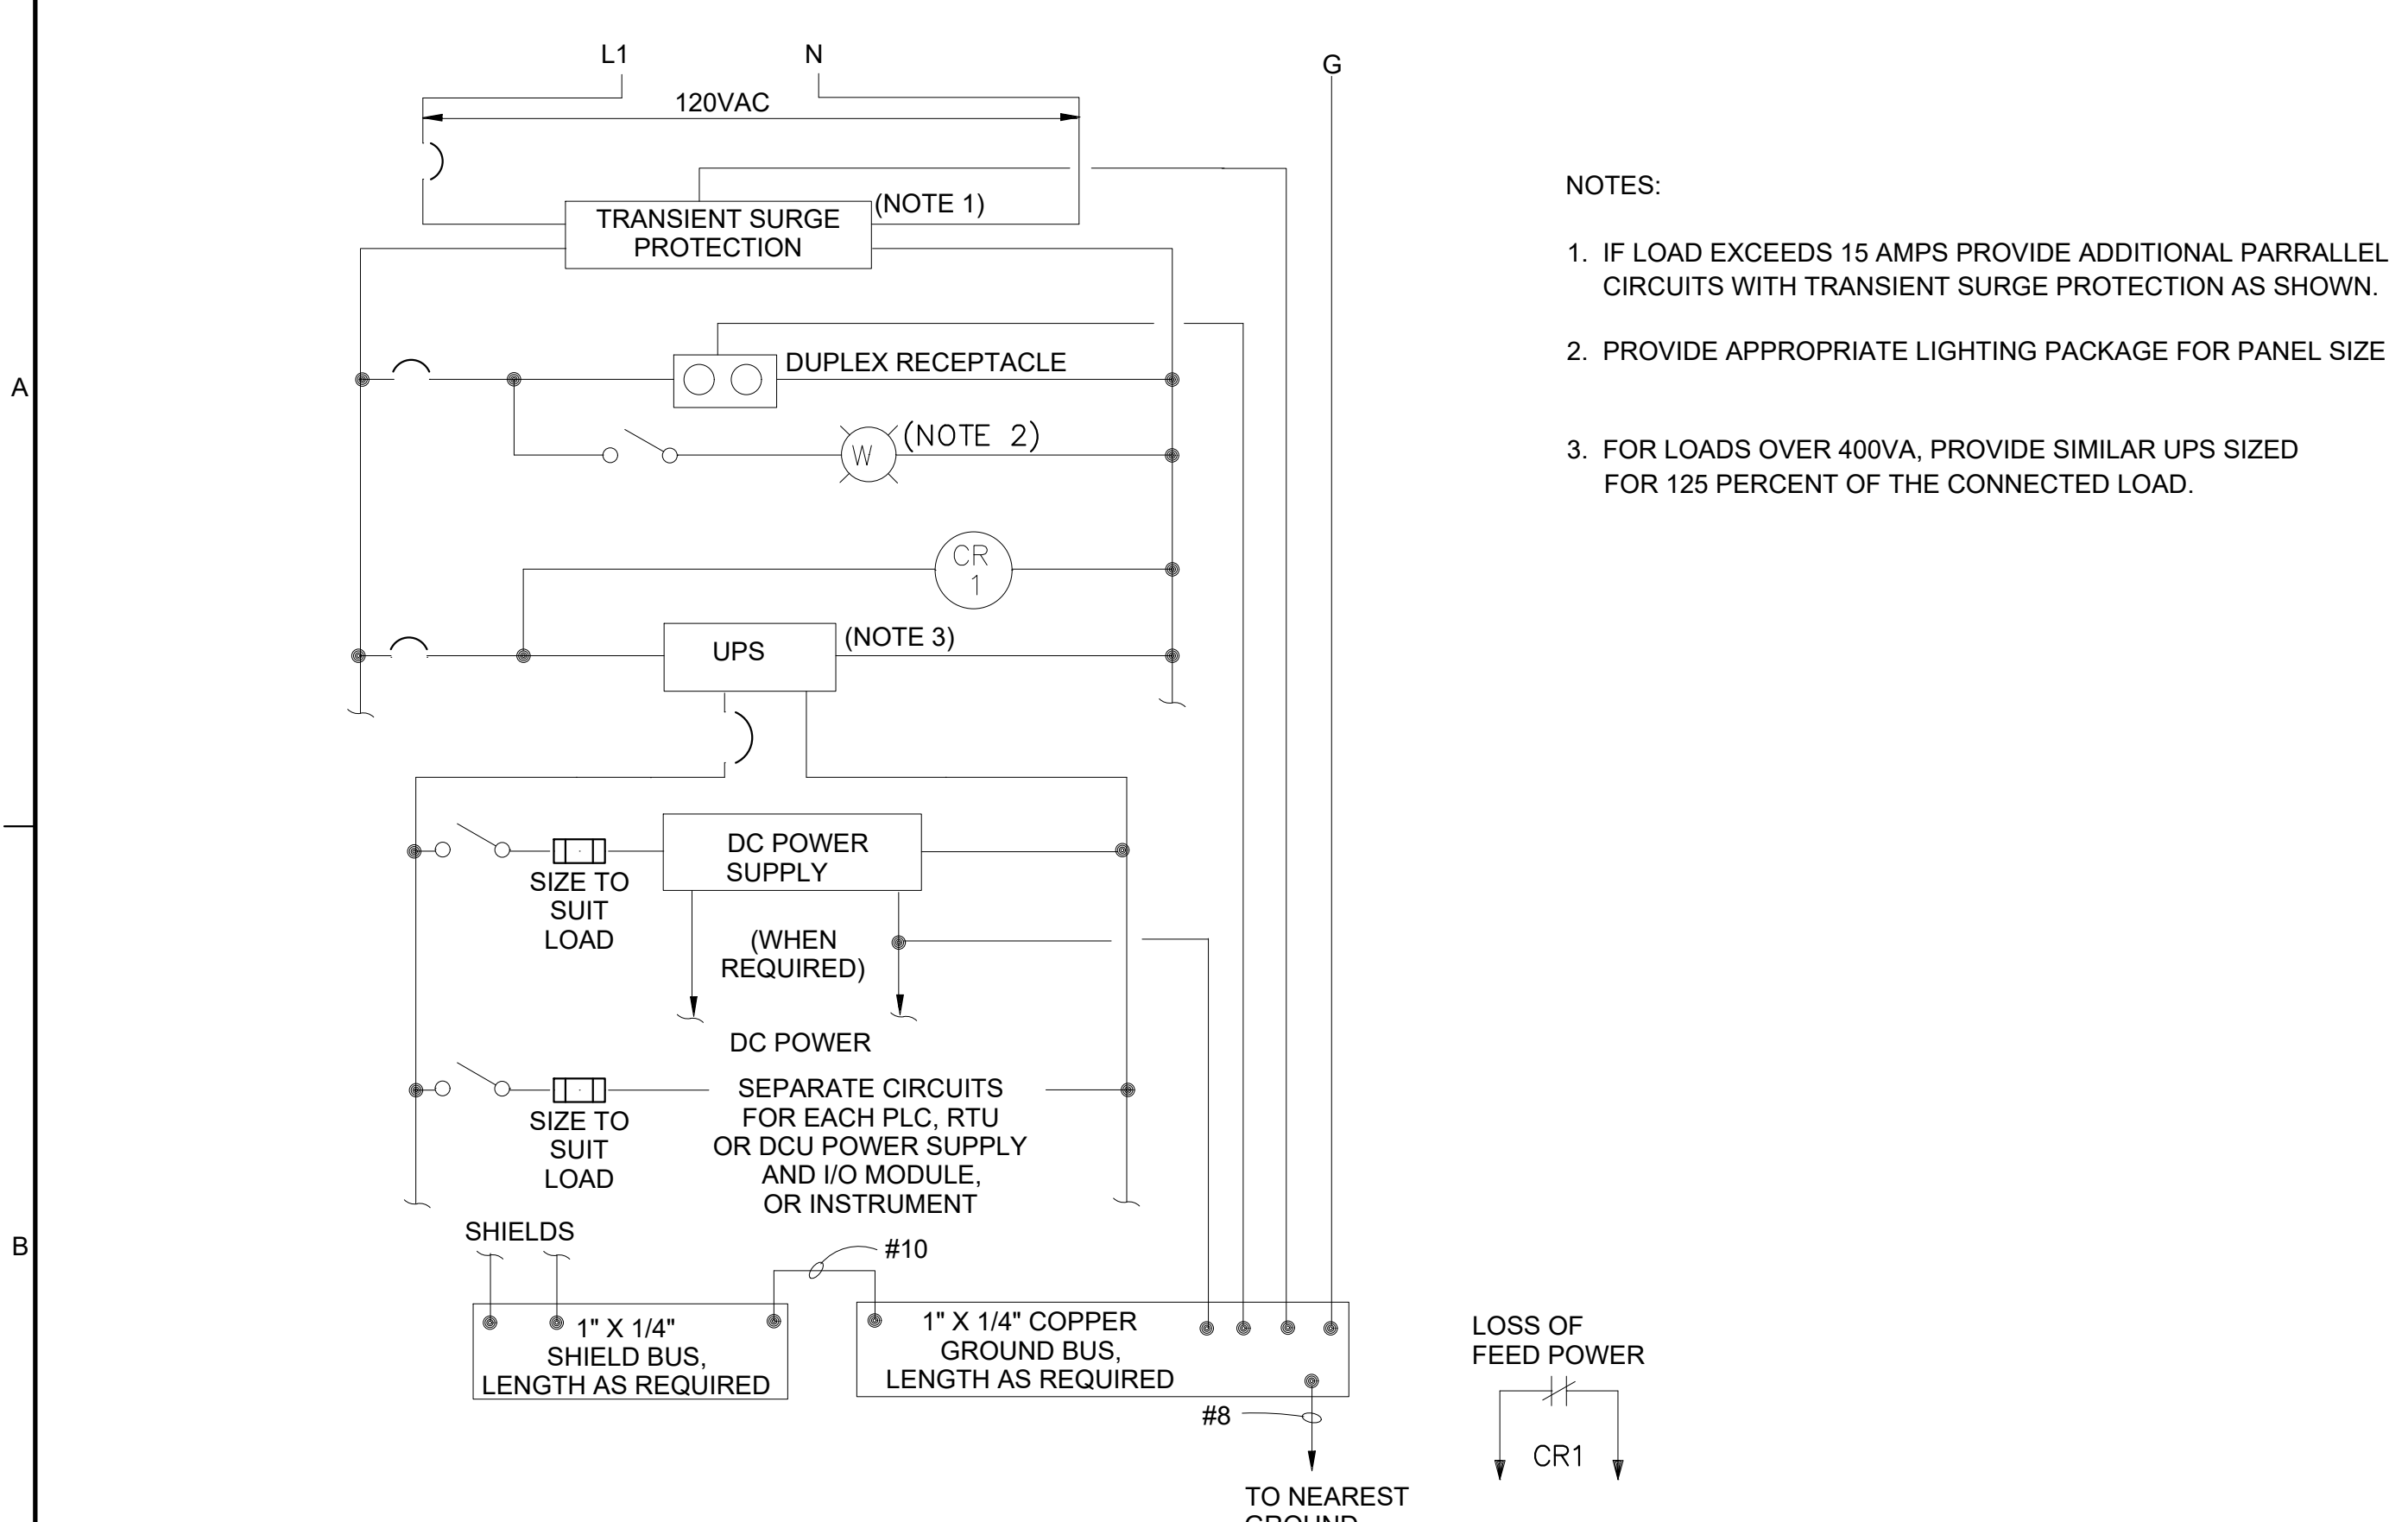 L1
N
G
120VAC
(NOTE 1)
TRANSIENT SURGE
PROTECTION
DUPLEX RECEPTACLE
W
(NOTE 2)
CR
1
UPS
(NOTE 3)
DC POWER
SUPPLY
SIZE TO
SUIT
LOAD
(WHEN
REQUIRED)
DC POWER
SIZE TO
SUIT
LOAD
SEPARATE CIRCUITS
FOR EACH PLC, RTU
OR DCU POWER SUPPLY
AND I/O MODULE,
OR INSTRUMENT
SHIELDS
#10
1" X 1/4"
SHIELD BUS,
LENGTH AS REQUIRED
1" X 1/4" COPPER
GROUND BUS,
LENGTH AS REQUIRED
#8
TO NEAREST
GROUND
LOSS OF
FEED POWER
CR1
NOTES:
1. IF LOAD EXCEEDS 15 AMPS PROVIDE ADDITIONAL PARRALLEL
CIRCUITS WITH TRANSIENT SURGE PROTECTION AS SHOWN.
2. PROVIDE APPROPRIATE LIGHTING PACKAGE FOR PANEL SIZE
3. FOR LOADS OVER 400VA, PROVIDE SIMILAR UPS SIZED
FOR 125 PERCENT OF THE CONNECTED LOAD.
A
B